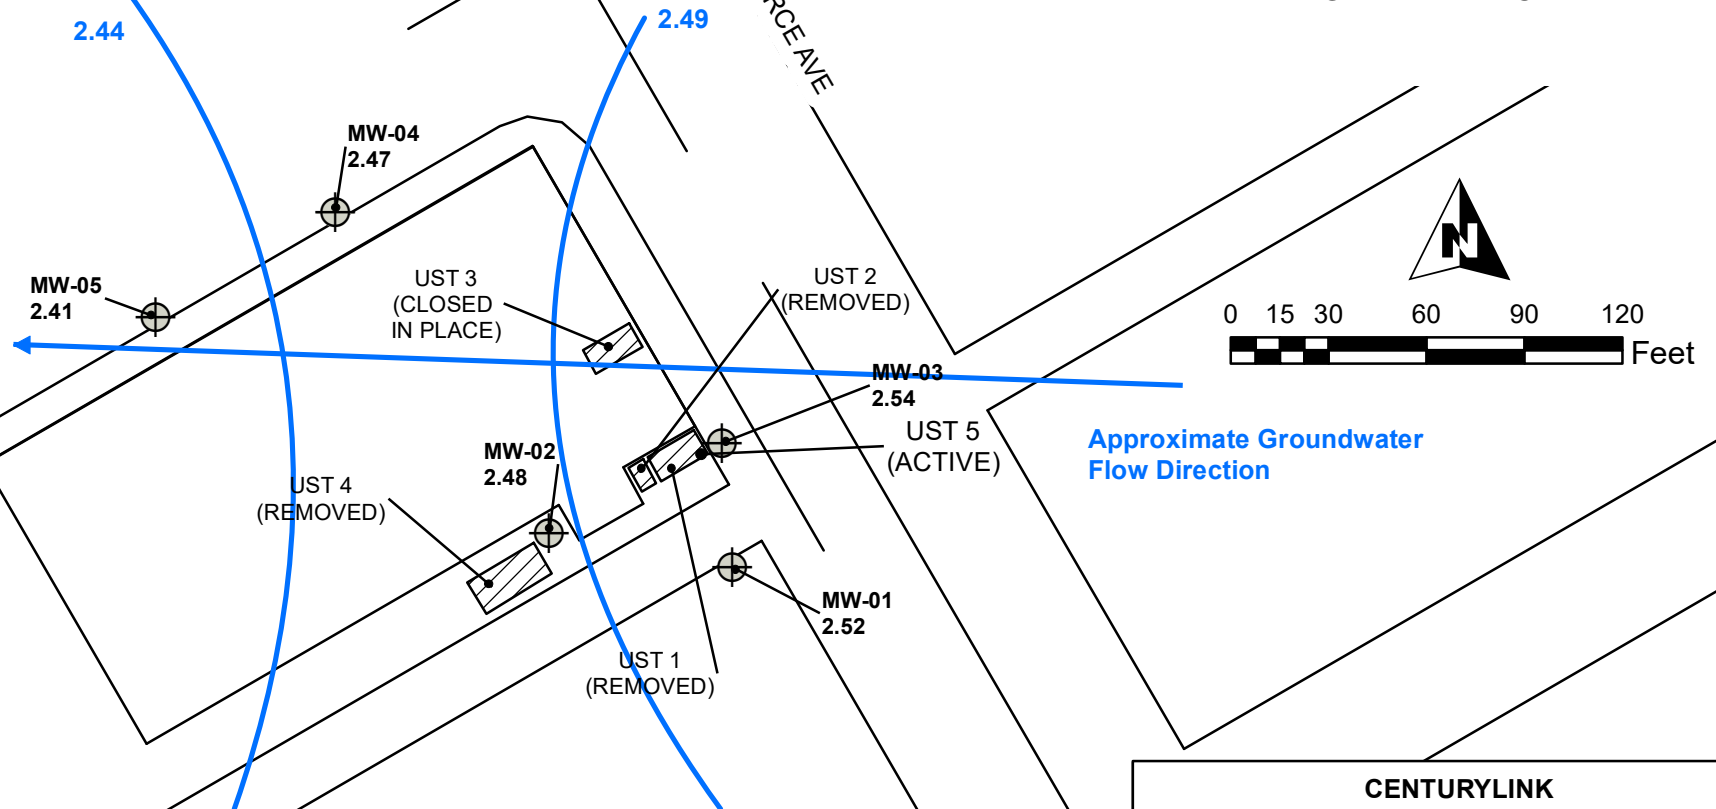 2.44
2.49
RCE AVE
MW-04
2.47
MW-05
2.41
UST 3
(CLOSED
IN PLACE)
UST 2
(REMOVED)
N
0 15 30 60 90 120
Feet
MW-03
2.54
UST 5
(ACTIVE)
Approximate Groundwater
Flow Direction
MW-02
2.48
UST 4
(REMOVED)
MW-01
2.52
UST 1
(REMOVED)
CENTURYLINK